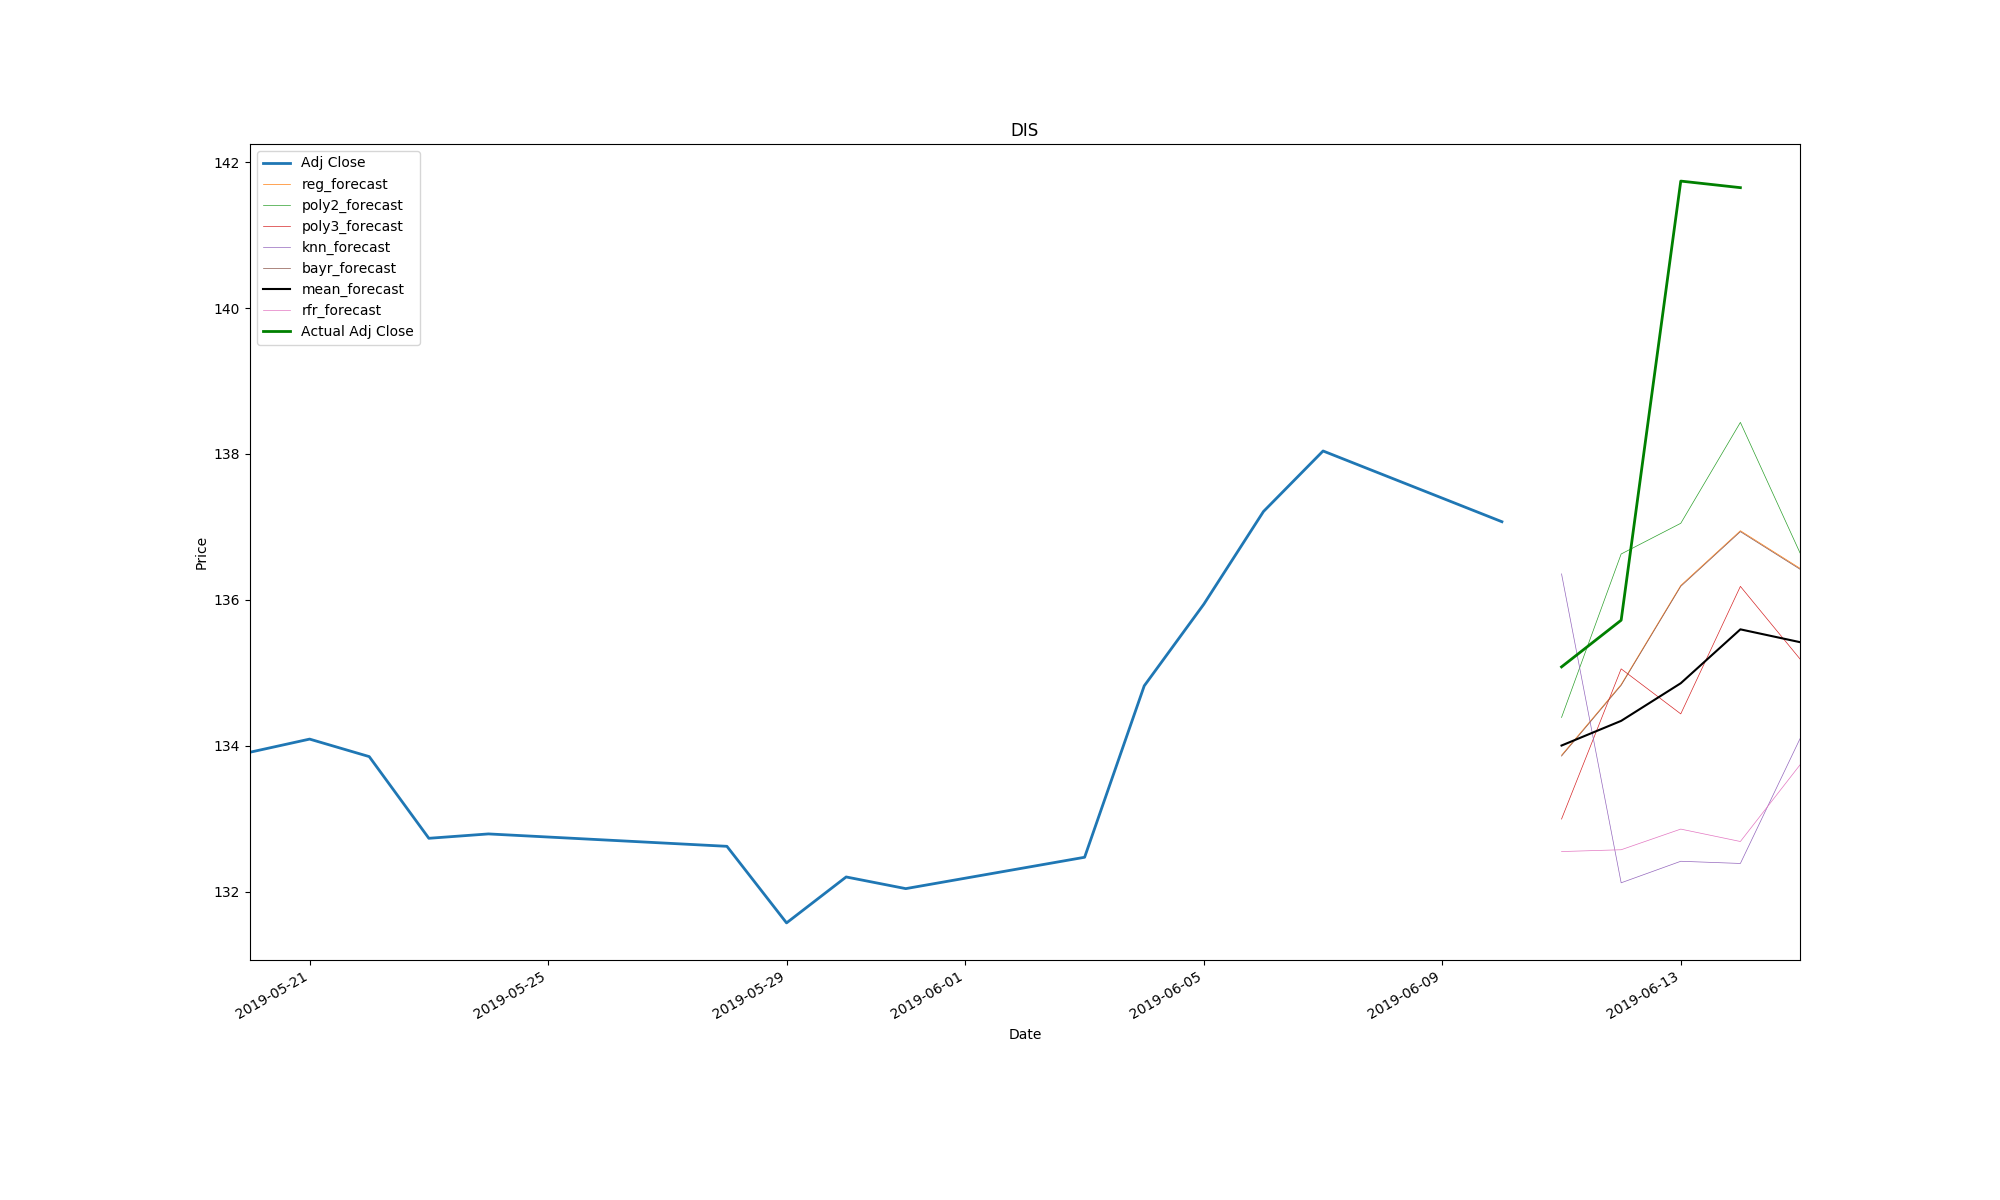 DIS
142
140
138
136
134
132
Price
Adj Close
reg_forecast
poly2_forecast
poly3_forecast
knn_forecast
bayr_forecast
mean_forecast
rfr_forecast
Actual Adj Close
2019-05-21
2019-05-25
2019-05-29
2019-06-01
2019-06-05
2019-06-09
2019-06-13
Date